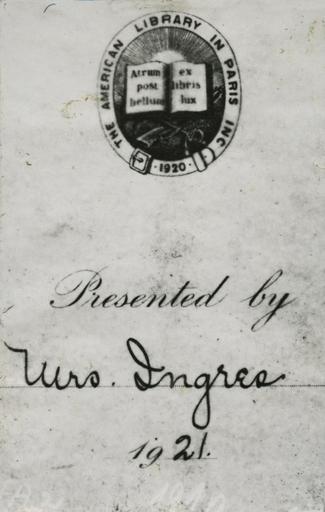 THE AMERICAN LIBRARY IN PARIS INC
Atrum ex
post libris
bellum lux
·1920·
Presented by
Mrs. Ingres
1921.